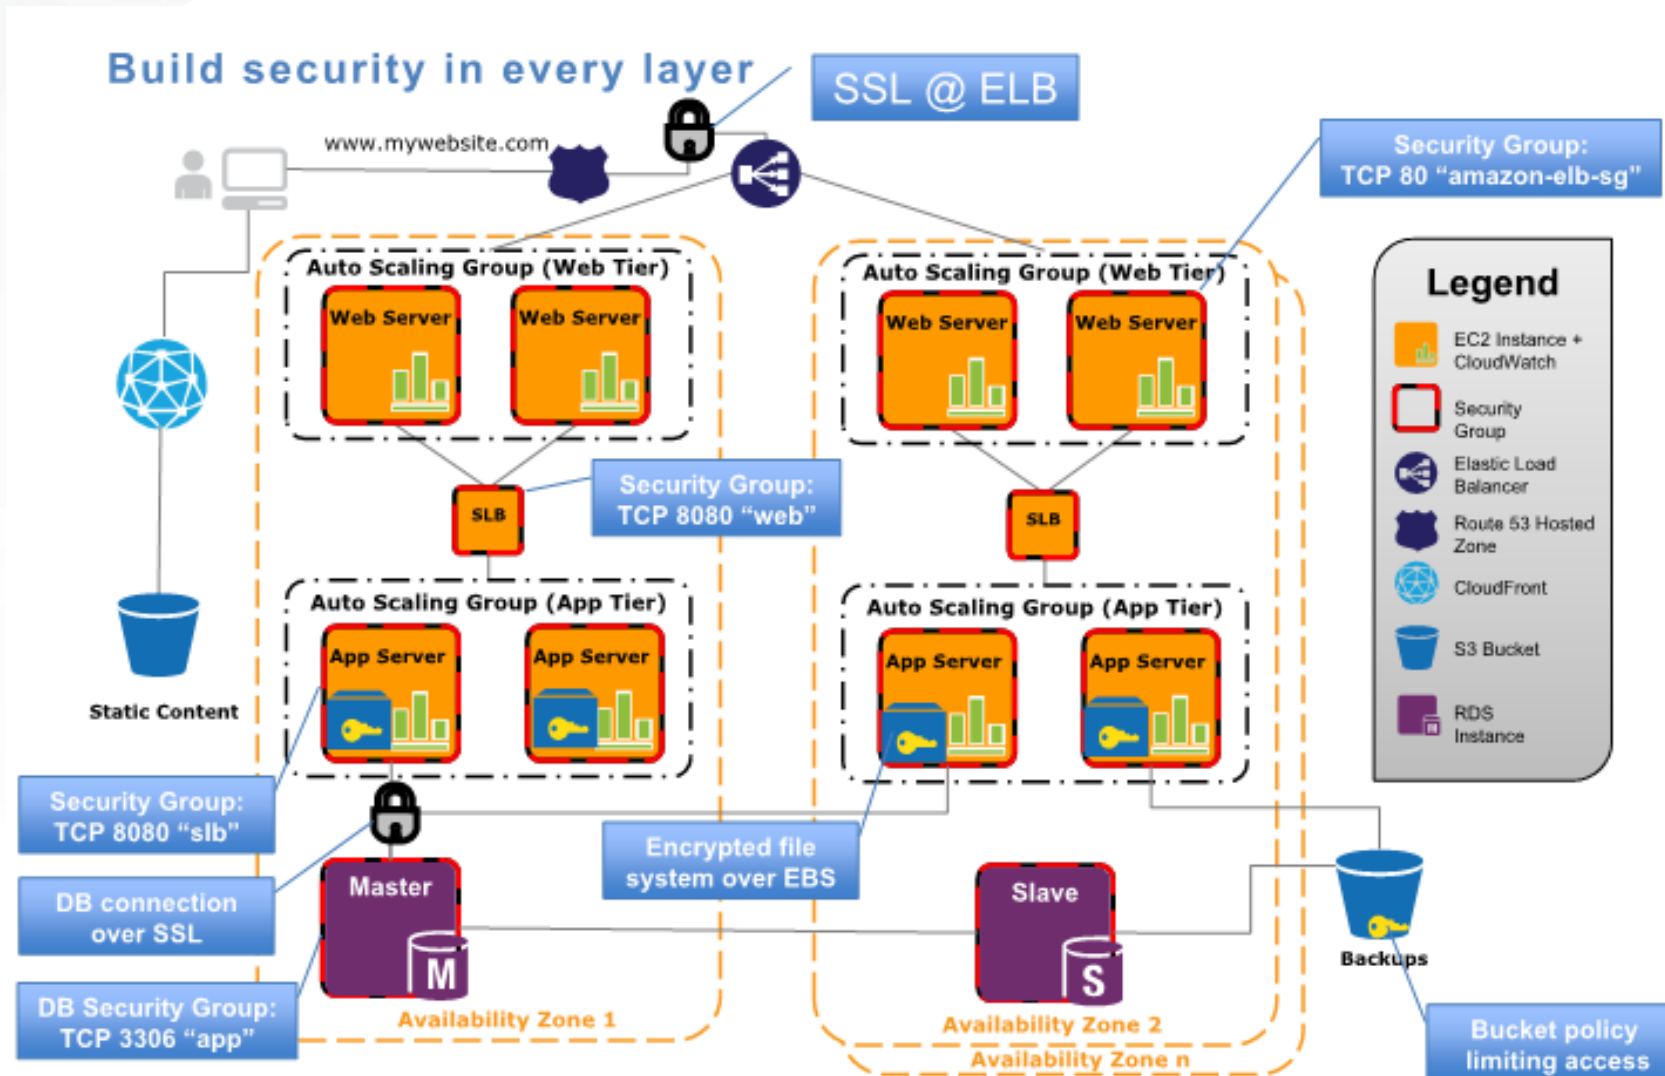 Build security in every layer
SSL @ ELB
www.mywebsite.com
Security Group:
TCP 80 “amazon-elb-sg”
Auto Scaling Group (Web Tier)
Web Server
Web Server
Auto Scaling Group (Web Tier)
Web Server
Web Server
Legend
EC2 Instance +
CloudWatch
Security
Group
Elastic Load
Balancer
Route 53 Hosted
Zone
CloudFront
S3 Bucket
RDS
Instance
SLB
Security Group:
TCP 8080 “web”
SLB
Auto Scaling Group (App Tier)
App Server
App Server
Auto Scaling Group (App Tier)
App Server
App Server
Static Content
Security Group:
TCP 8080 “slb”
Encrypted file
system over EBS
DB connection
over SSL
Master
M
Slave
S
Backups
DB Security Group:
TCP 3306 “app”
Availability Zone 1
Availability Zone 2
Availability Zone n
Bucket policy
limiting access